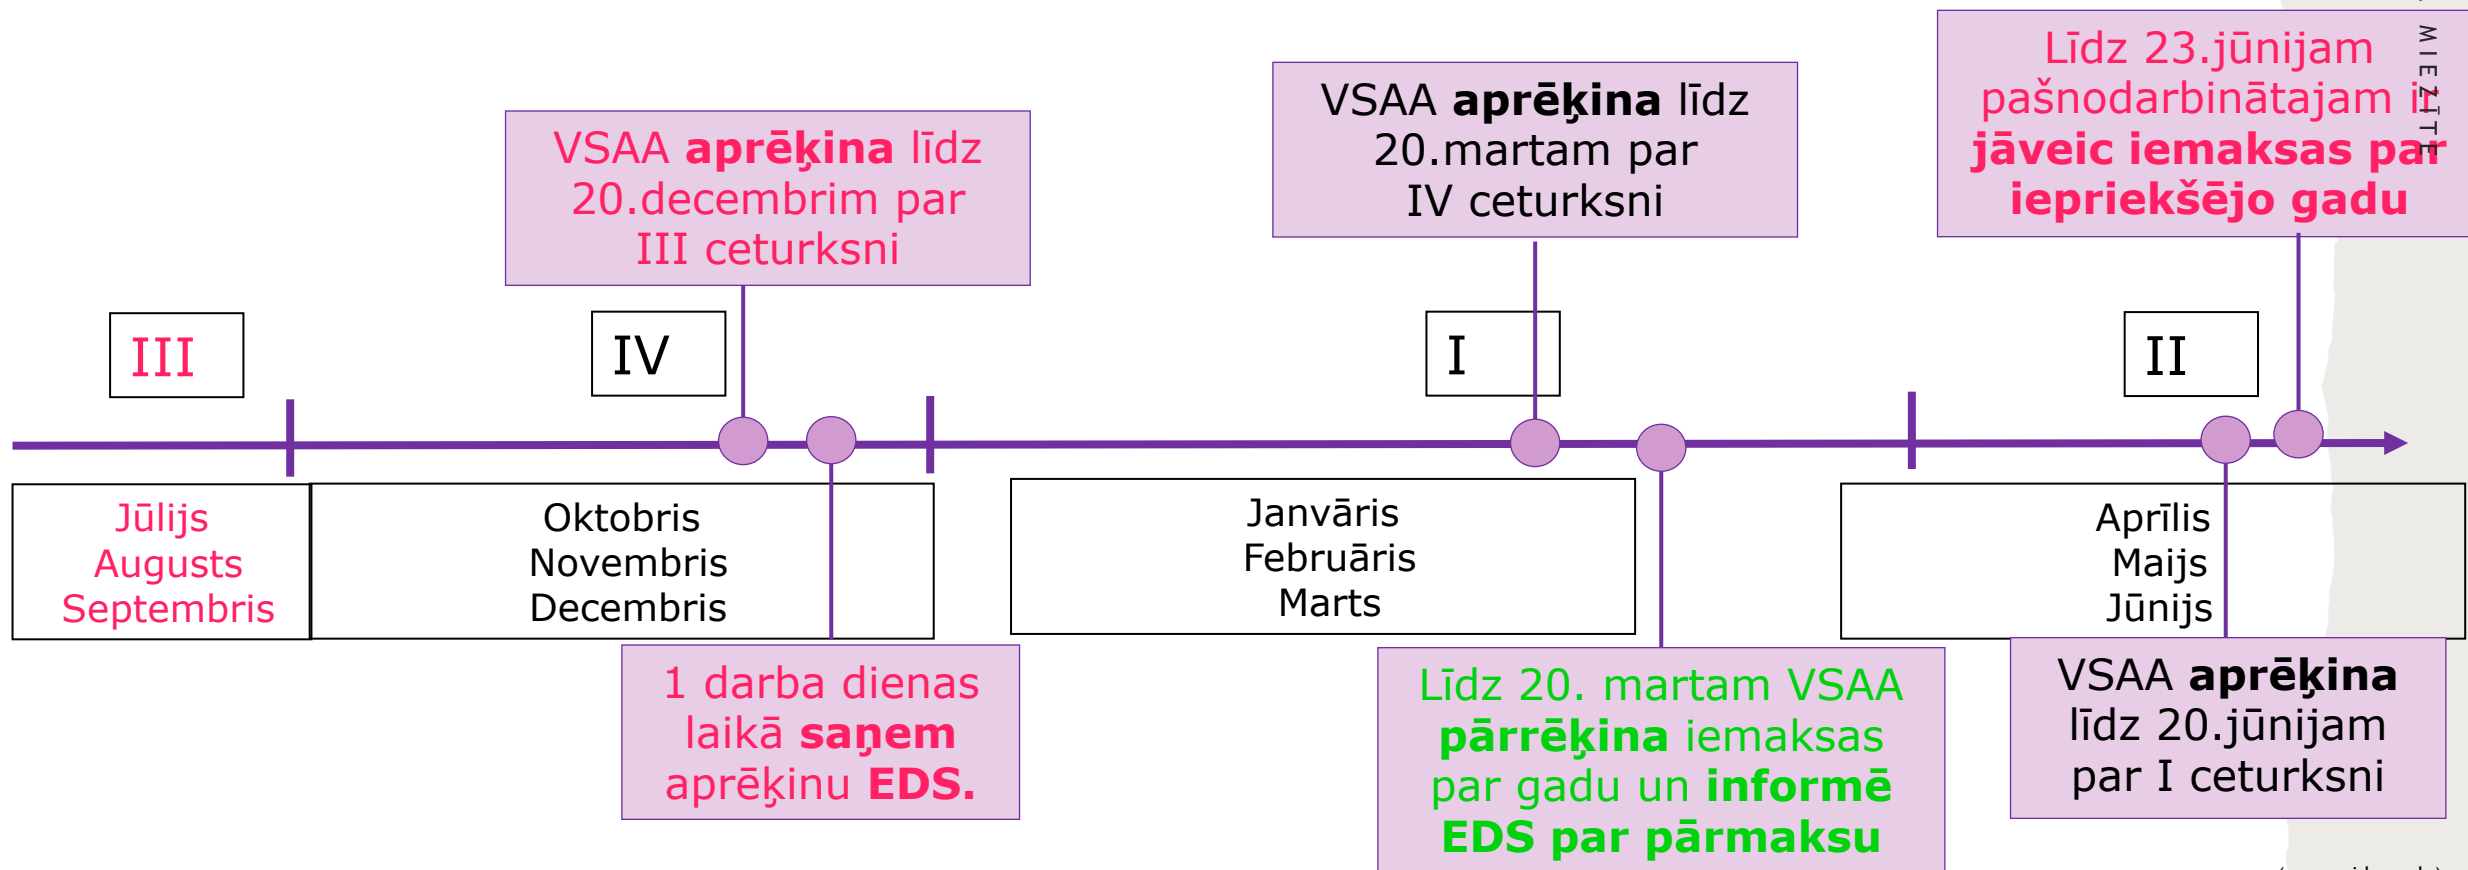 MIEZĪTE
Līdz 23.jūnijam
pašnodarbinātajam ir
jāveic iemaksas par
iepriekšējo gadu
VSAA aprēķina līdz
20.martam par
IV ceturksni
VSAA aprēķina līdz
20.decembrim par
III ceturksni
III
IV
I
II
Jūlijs
Augusts
Septembris
Oktobris
Novembris
Decembris
Janvāris
Februāris
Marts
Aprīlis
Maijs
Jūnijs
1 darba dienas
laikā saņem
aprēķinu EDS.
Līdz 20. martam VSAA
pārrēķina iemaksas
par gadu un informē
EDS par pārmaksu
VSAA aprēķina
līdz 20.jūnijam
par I ceturksni